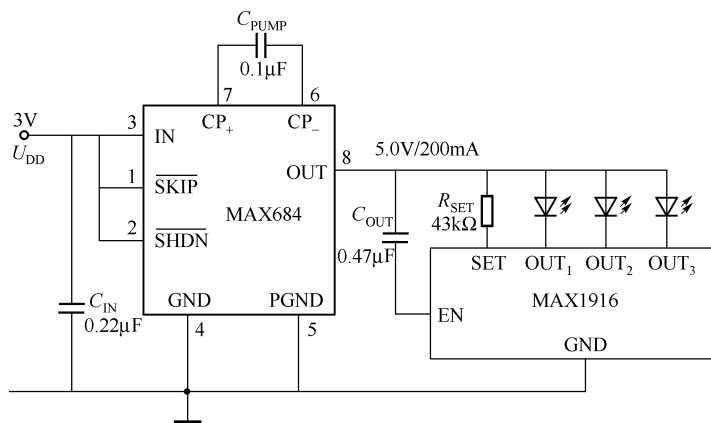 C_PUMP
0.1μF
7 6
3V
U_DD
3 IN CP+ CP−
OUT 8 5.0V/200mA
1 S̅K̅I̅P̅
MAX684
2 S̅H̅D̅N̅
C_OUT
0.47μF
R_SET
43kΩ
SET OUT₁ OUT₂ OUT₃
MAX1916
EN
GND
C_IN
0.22μF
GND PGND
4 5